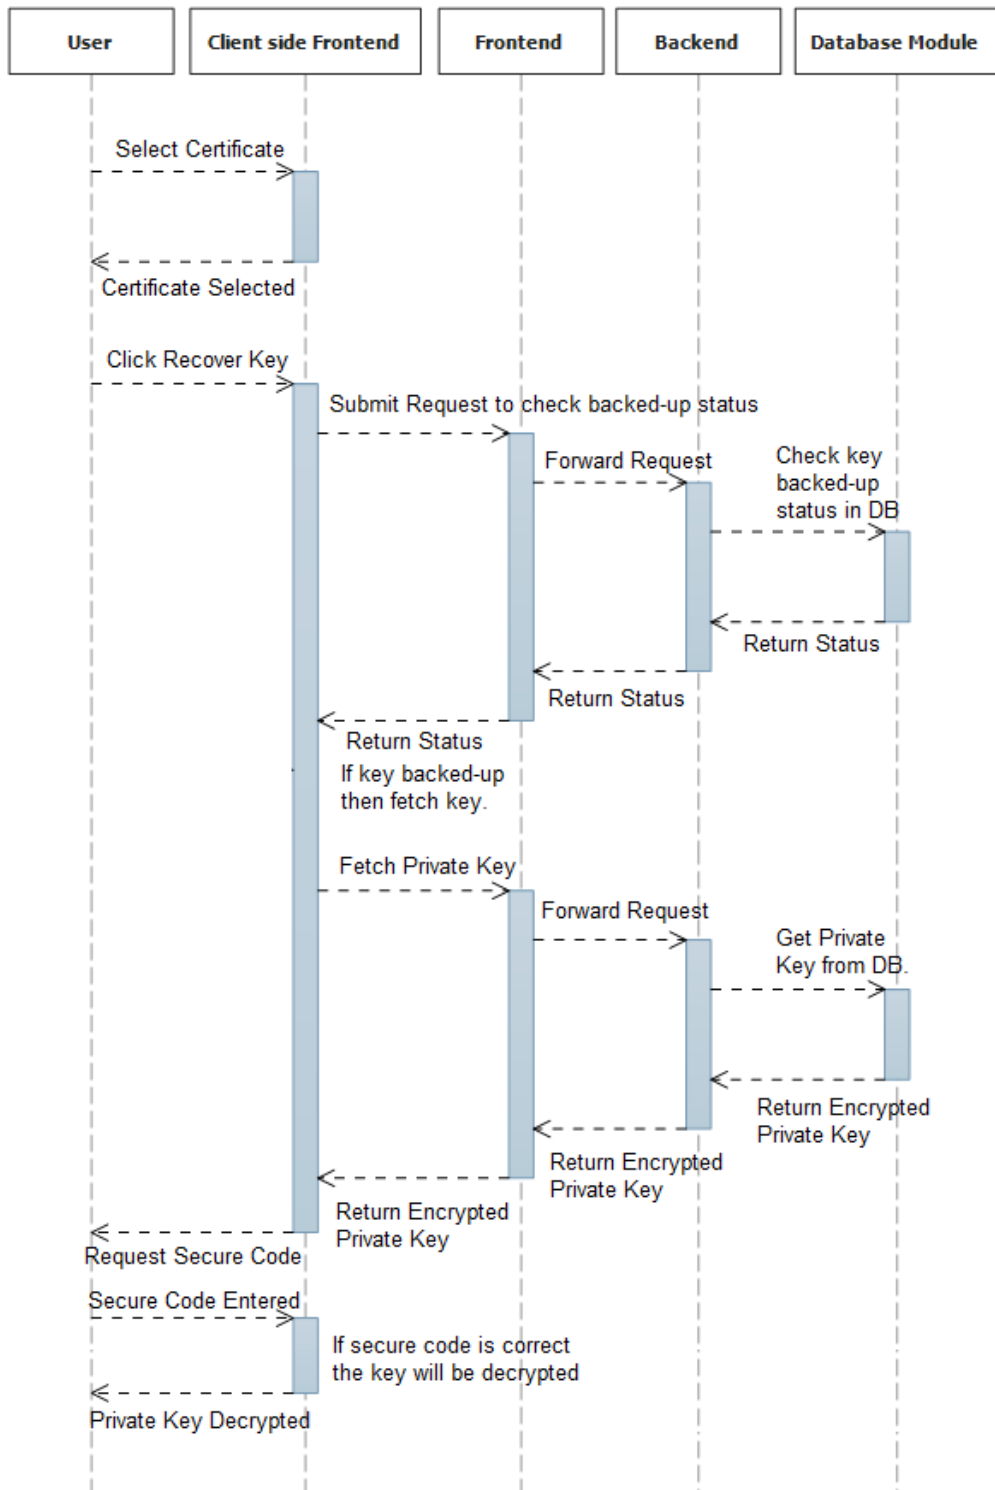 User
Client side Frontend
Frontend
Backend
Database Module
Select Certificate
Certificate Selected
Click Recover Key
Submit Request to check backed-up status
Forward Request
Check key
backed-up
status in DB
Return Status
Return Status
Return Status
If key backed-up
then fetch key.
Fetch Private Key
Forward Request
Get Private
Key from DB.
Return Encrypted
Private Key
Return Encrypted
Private Key
Return Encrypted
Private Key
Request Secure Code
Secure Code Entered
If secure code is correct
the key will be decrypted
Private Key Decrypted